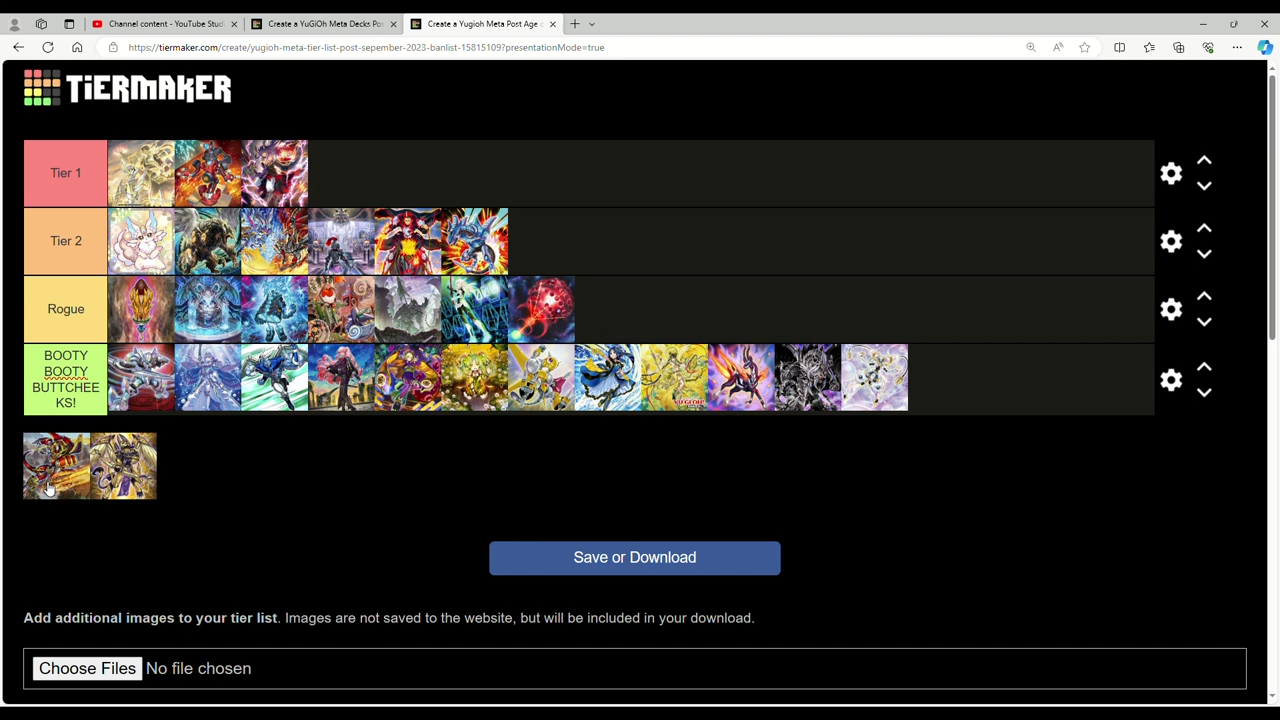 Channel content - YouTube Studi
Create a YuGiOh Meta Decks Po
Create a Yugioh Meta Post Age
https://tiermaker.com/create/yugioh-meta-tier-list-post-sepember-2023-banlist-15815109?presentationMode=true
TiERMAKER
Tier 1
Tier 2
Rogue
BOOTY
BOOTY
BUTTCHEE
KS!
Save or Download
Add additional images to your tier list. Images are not saved to the website, but will be included in your download.
Choose Files No file chosen